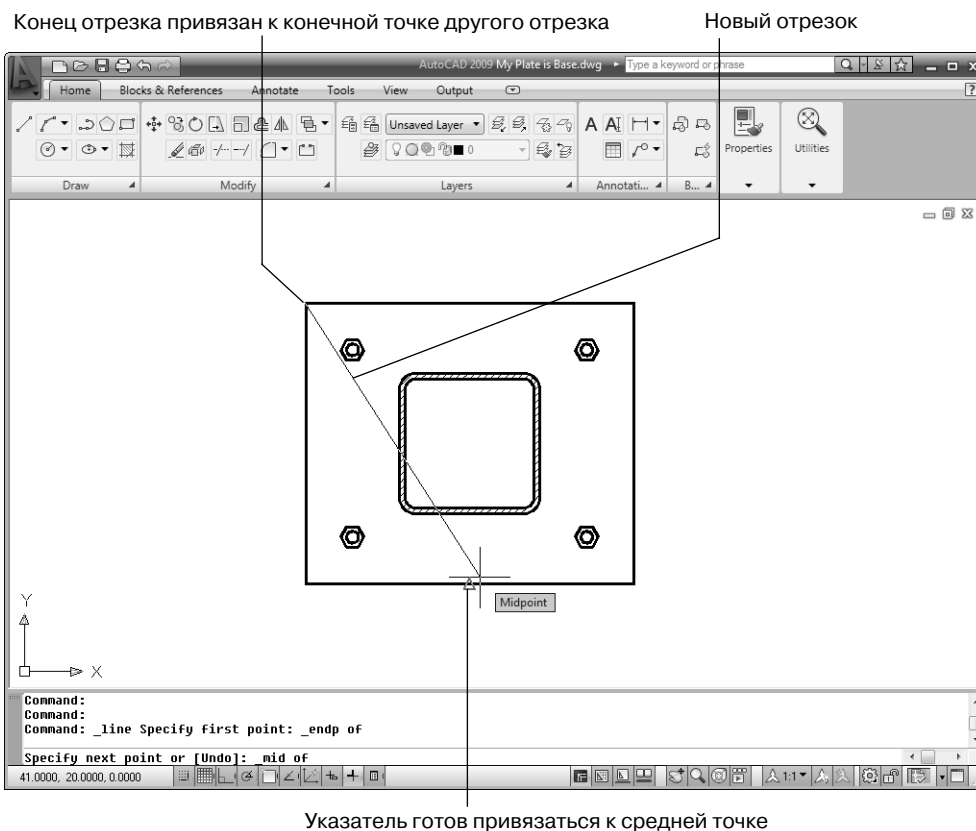 Конец отрезка привязан к конечной точке другого отрезка
Новый отрезок
AutoCAD 2009 My Plate is Base.dwg
Type a keyword or phrase
Home Blocks & References Annotate Tools View Output
Unsaved Layer
A AI
0
Properties
Utilities
Draw
Modify
Layers
Annotati...
B...
Midpoint
Y
X
Command:
Command:
Command: _line Specify first point: _endp of
Specify next point or [Undo]: _mid of
41.0000, 20.0000, 0.0000
1:1
Указатель готов привязаться к средней точке